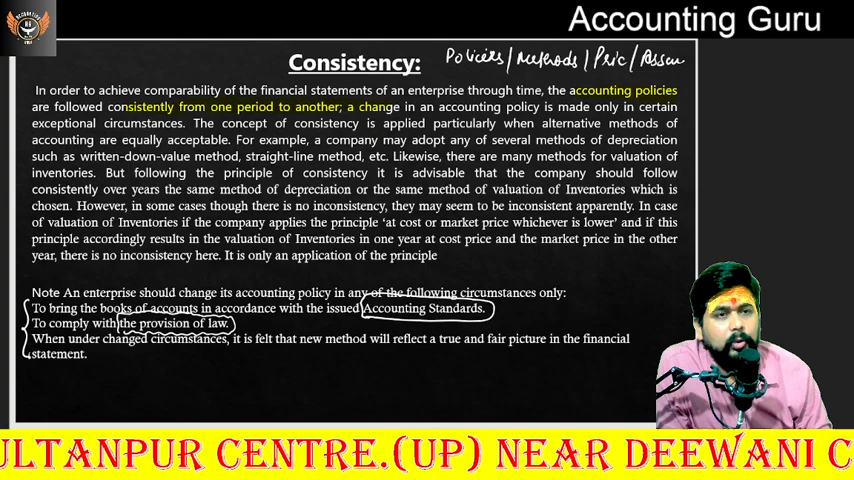 Accounting Guru
Consistency: Policies/Methods/
In order to achieve comparability of the financial statements of an enterprise through time, the accounting policies
are followed consistently from one period to another; a change in an accounting policy is made only in certain
exceptional circumstances. The concept of consistency is applied particularly when alternative methods of
accounting are equally acceptable. For example, a company may adopt any of several methods of depreciation
such as written-down-value method, straight-line method, etc. Likewise, there are many methods for valuation of
inventories. But following the principle of consistency it is advisable that the company should follow
consistently over years the same method of depreciation or the same method of valuation of Inventories which is
chosen. However, in some cases though there is no inconsistency, they may seem to be inconsistent apparently. In case
of valuation of Inventories if the company applies the principle ‘at cost or market price whichever is lower’ and if this
principle accordingly results in the valuation of Inventories in one year at cost price and the market price in the other
year, there is no inconsistency here. It is only an application of the principle
Note An enterprise should change its accounting policy in any of the following circumstances only:
To bring the books of accounts in accordance with the issued Accounting Standards.
To comply with the provision of law.
When under changed circumstances, it is felt that new method will reflect a true and fair picture in the financial
statement.
ULTANPUR CENTRE.(UP) NEAR DEEWANI C